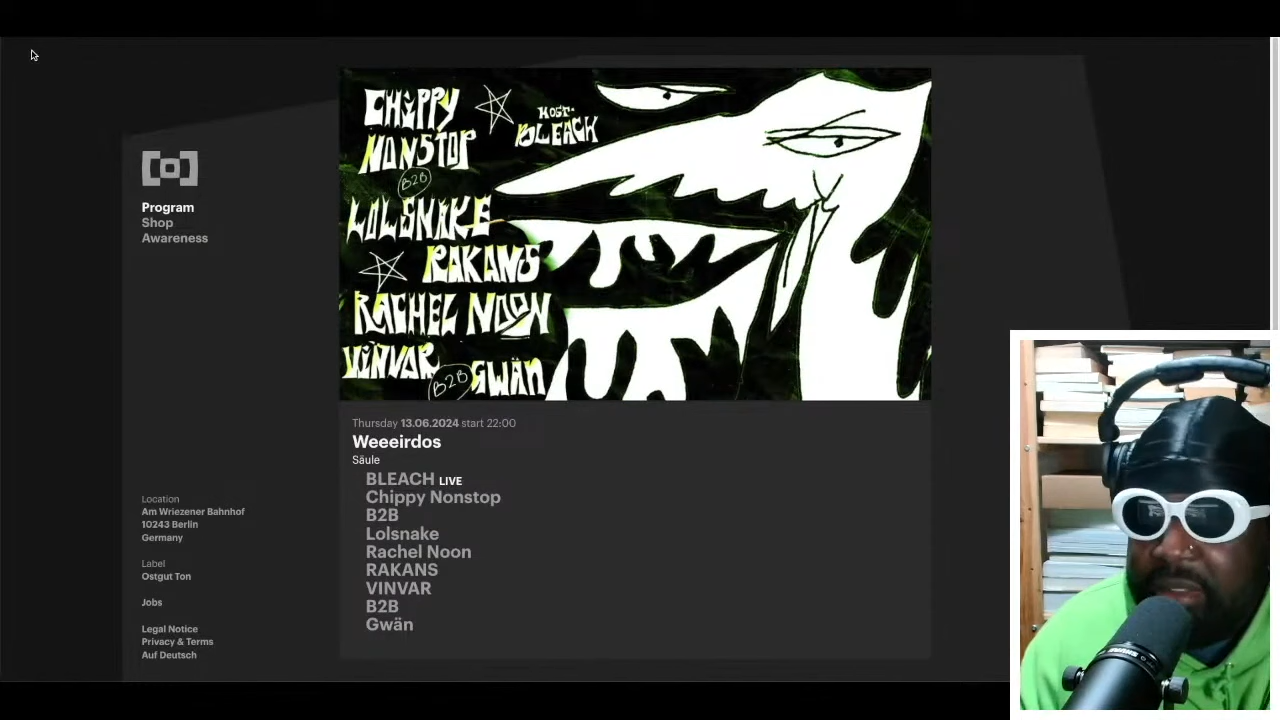 CHIPPY
NONSTOP
HOST-
BLEACH
B2B
LOLSNAKE
RAKANS
RACHEL NOON
VINVAR
B2B GWÄN
Program
Shop
Awareness
Thursday 13.06.2024 start 22:00
Weeeirdos
Säule
BLEACH LIVE
Chippy Nonstop
B2B
Lolsnake
Rachel Noon
RAKANS
VINVAR
B2B
Gwän
Location
Am Wriezener Bahnhof
10243 Berlin
Germany
Label
Ostgut Ton
Jobs
Legal Notice
Privacy & Terms
Auf Deutsch